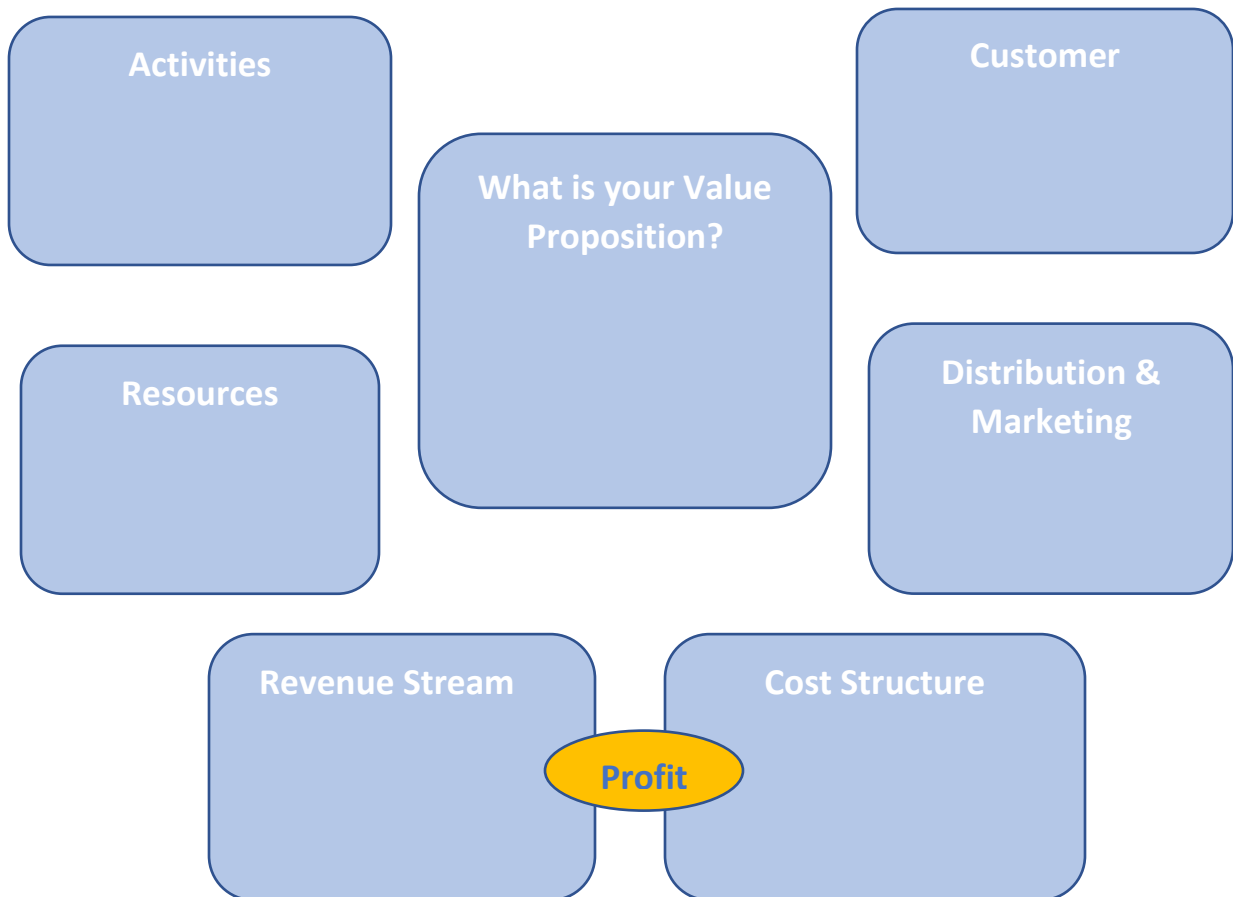 Activities
Customer
What is your Value
Proposition?
Resources
Distribution &
Marketing
Revenue Stream
Cost Structure
Profit